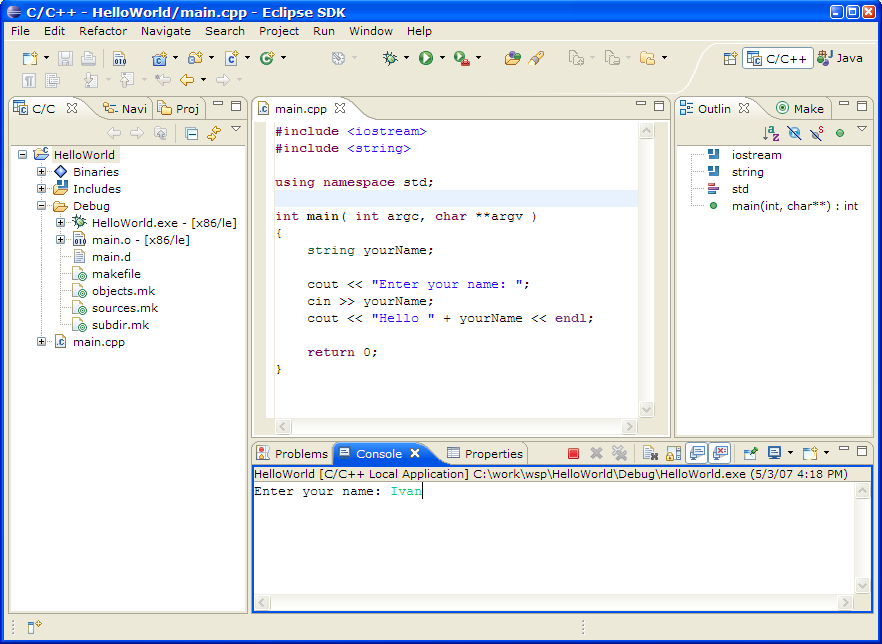 C/C++ - HelloWorld/main.cpp - Eclipse SDK
File Edit Refactor Navigate Search Project Run Window Help
010
C/C++ Java
C/C Navi Proj
HelloWorld
Binaries
Includes
Debug
HelloWorld.exe - [x86/le]
main.o - [x86/le]
main.d
makefile
objects.mk
sources.mk
subdir.mk
main.cpp
main.cpp
#include <iostream>
#include <string>
using namespace std;
int main( int argc, char **argv )
{
string yourName;
cout << "Enter your name: ";
cin >> yourName;
cout << "Hello " + yourName << endl;
return 0;
}
Outlin Make
iostream
string
std
main(int, char**) : int
Problems Console Properties
HelloWorld [C/C++ Local Application] C:\work\wsp\HelloWorld\Debug\HelloWorld.exe (5/3/07 4:18 PM)
Enter your name: Ivan